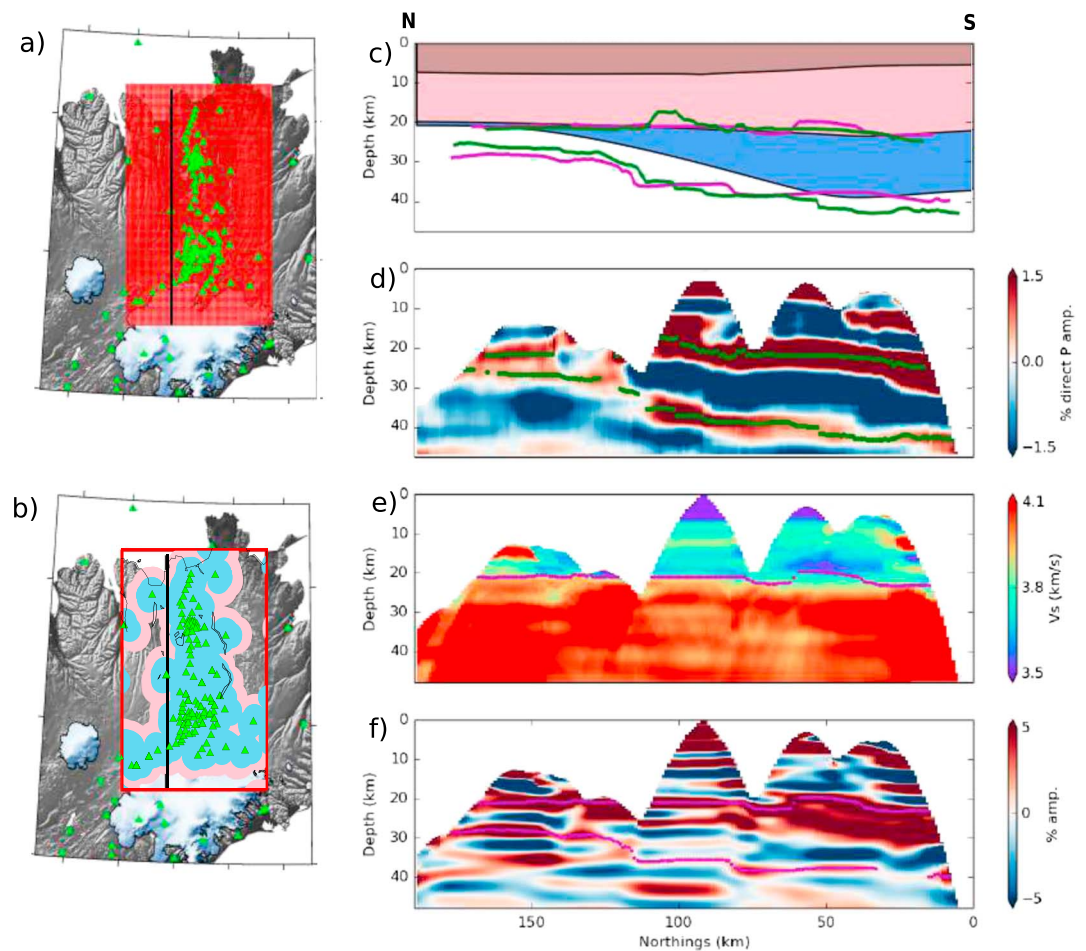 N
S
a)
c)
0
10
20
30
40
Depth (km)
d)
0
10
20
30
40
Depth (km)
1.5
0.0
−1.5
% direct P amp.
b)
e)
0
10
20
30
40
Depth (km)
4.1
3.8
3.5
Vs (km/s)
f)
0
10
20
30
40
Depth (km)
5
0
−5
% amp.
150
100
50
0
Northings (km)